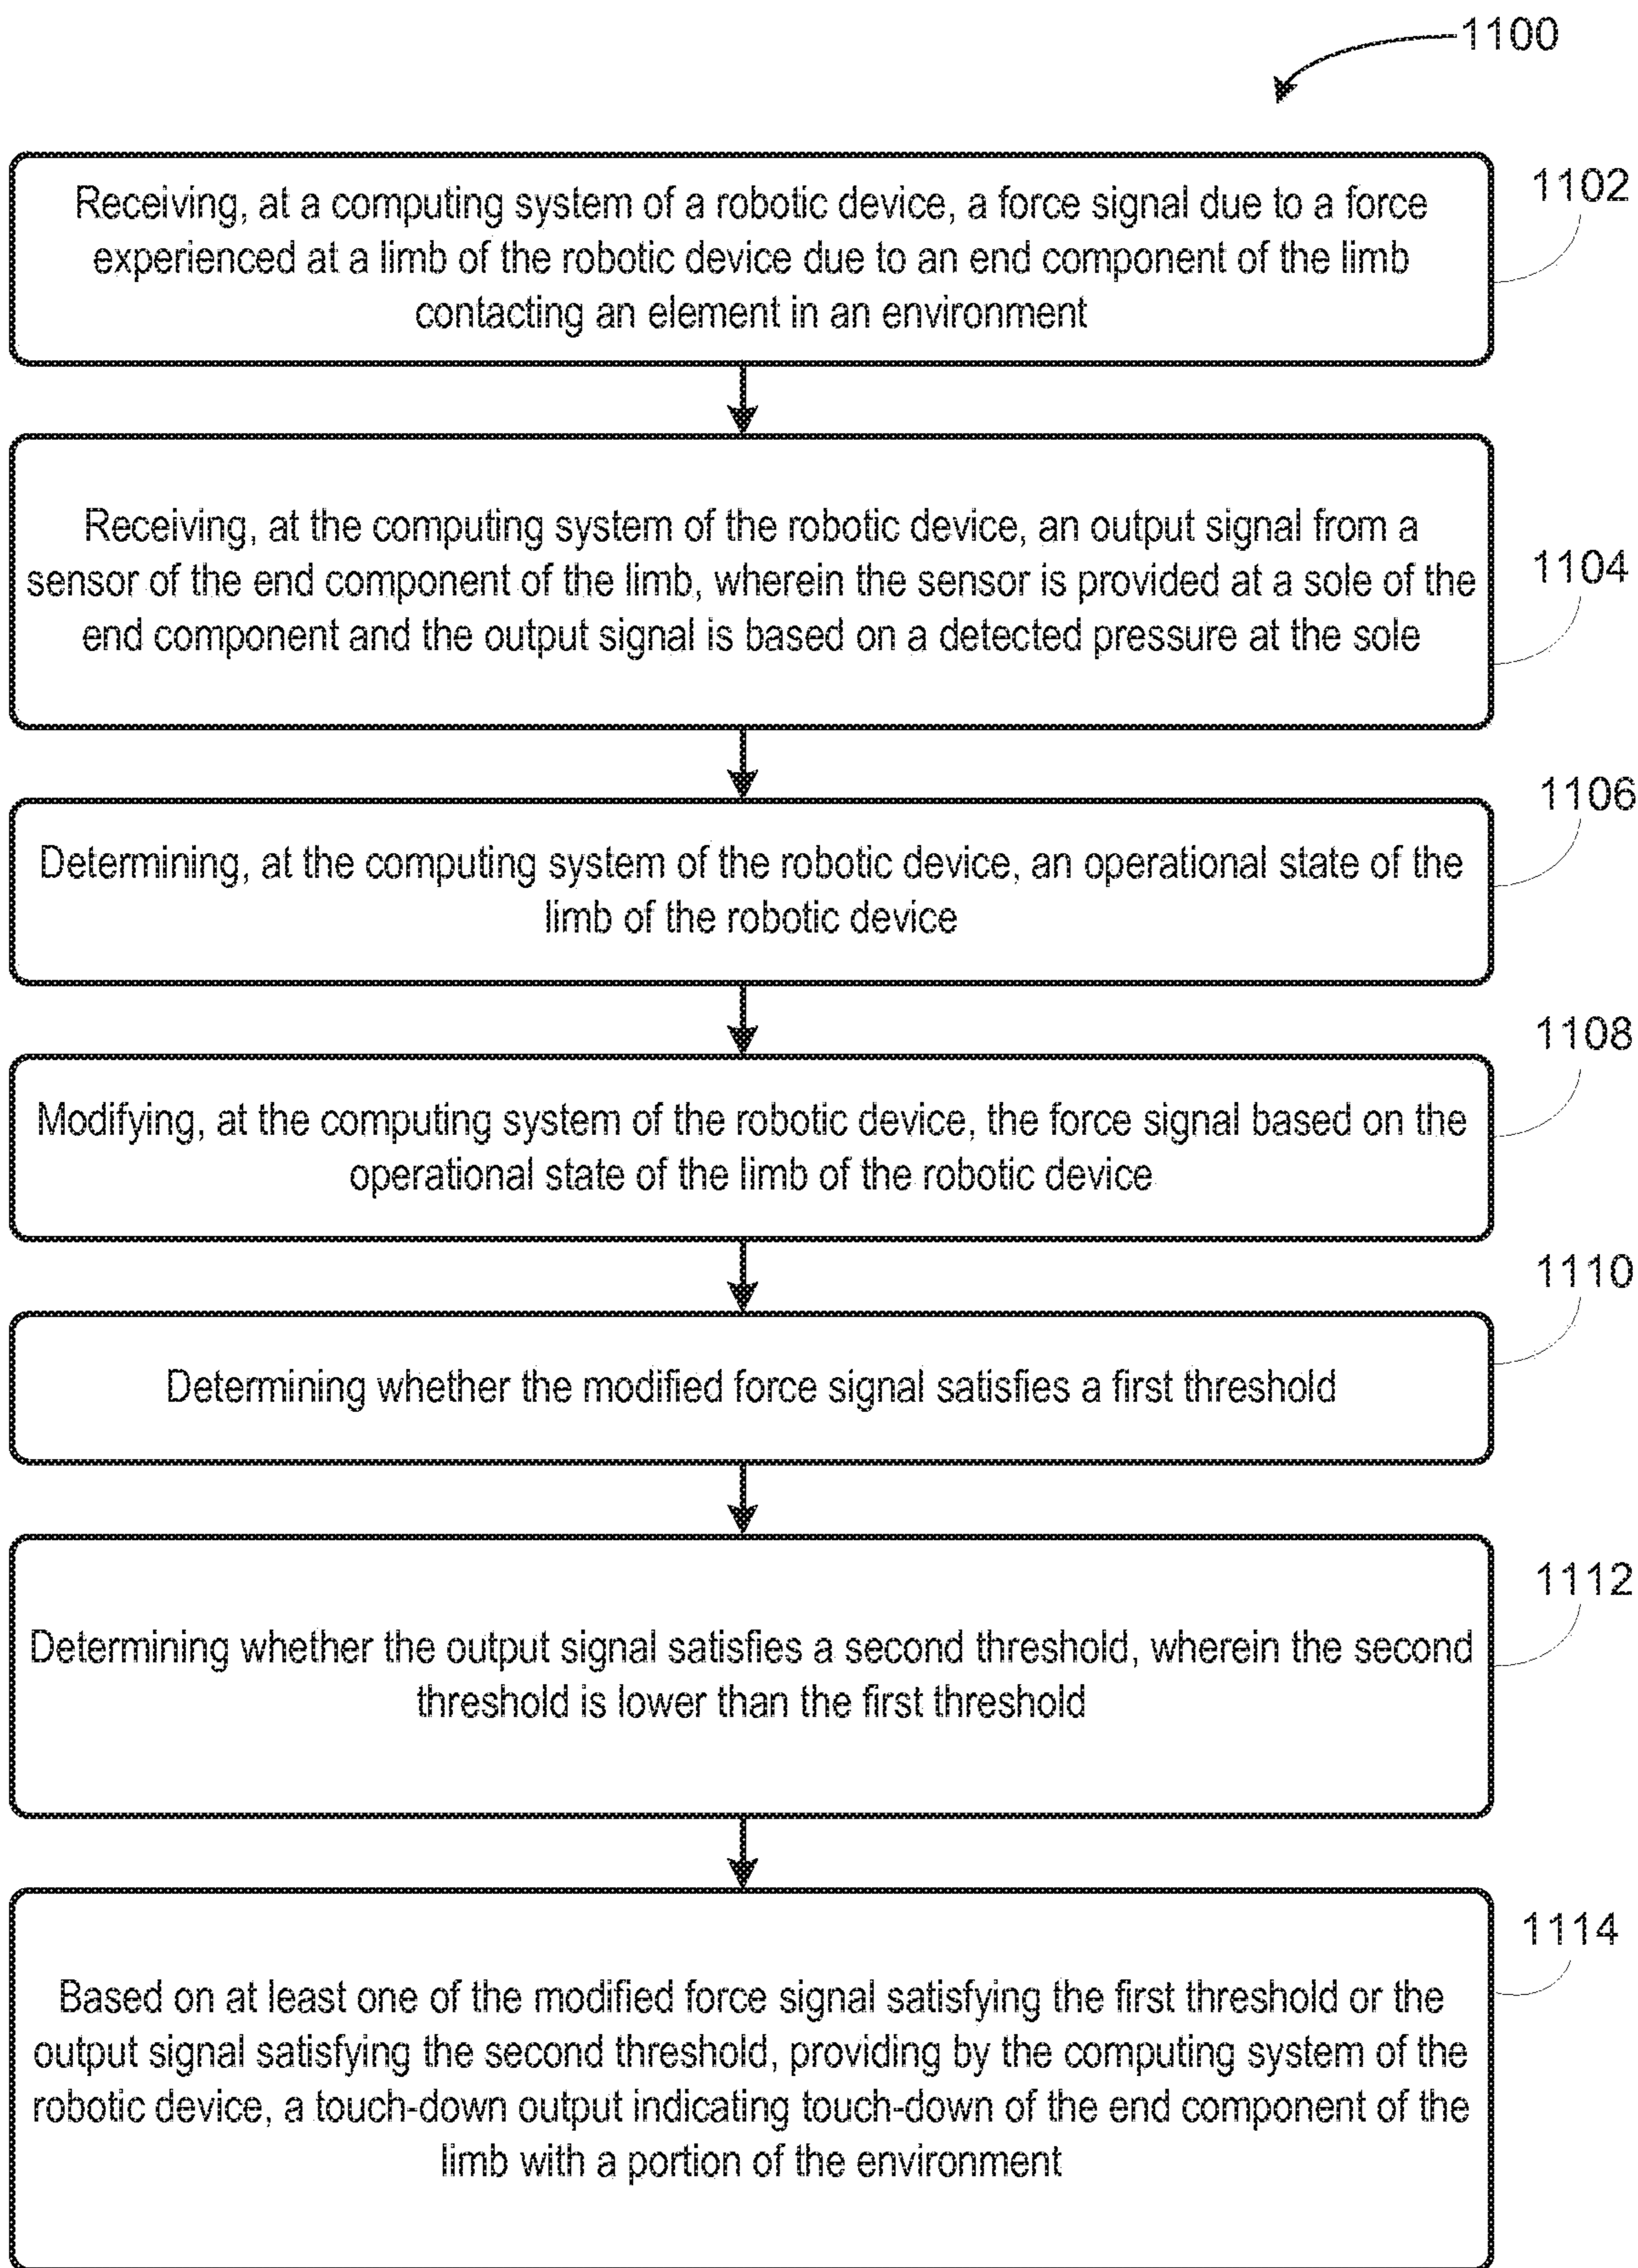 1100
Receiving, at a computing system of a robotic device, a force signal due to a force
experienced at a limb of the robotic device due to an end component of the limb
contacting an element in an environment
1102
Receiving, at the computing system of the robotic device, an output signal from a
sensor of the end component of the limb, wherein the sensor is provided at a sole of the
end component and the output signal is based on a detected pressure at the sole
1104
Determining, at the computing system of the robotic device, an operational state of the
limb of the robotic device
1106
Modifying, at the computing system of the robotic device, the force signal based on the
operational state of the limb of the robotic device
1108
Determining whether the modified force signal satisfies a first threshold
1110
Determining whether the output signal satisfies a second threshold, wherein the second
threshold is lower than the first threshold
1112
Based on at least one of the modified force signal satisfying the first threshold or the
output signal satisfying the second threshold, providing by the computing system of the
robotic device, a touch-down output indicating touch-down of the end component of the
limb with a portion of the environment
1114